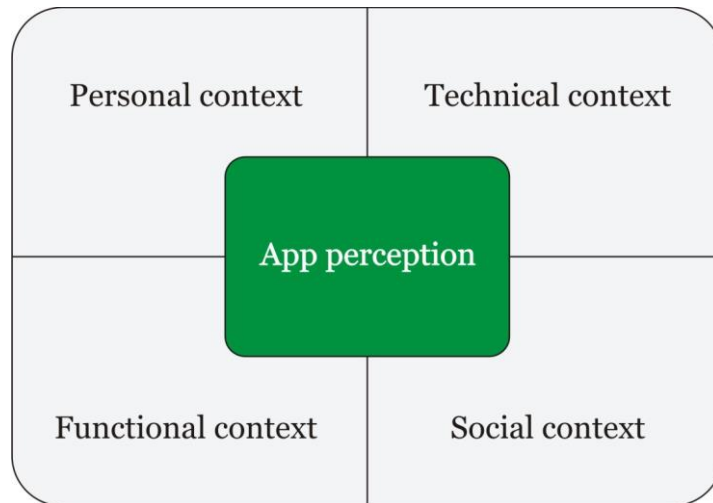 Personal context
Technical context
App perception
Functional context
Social context